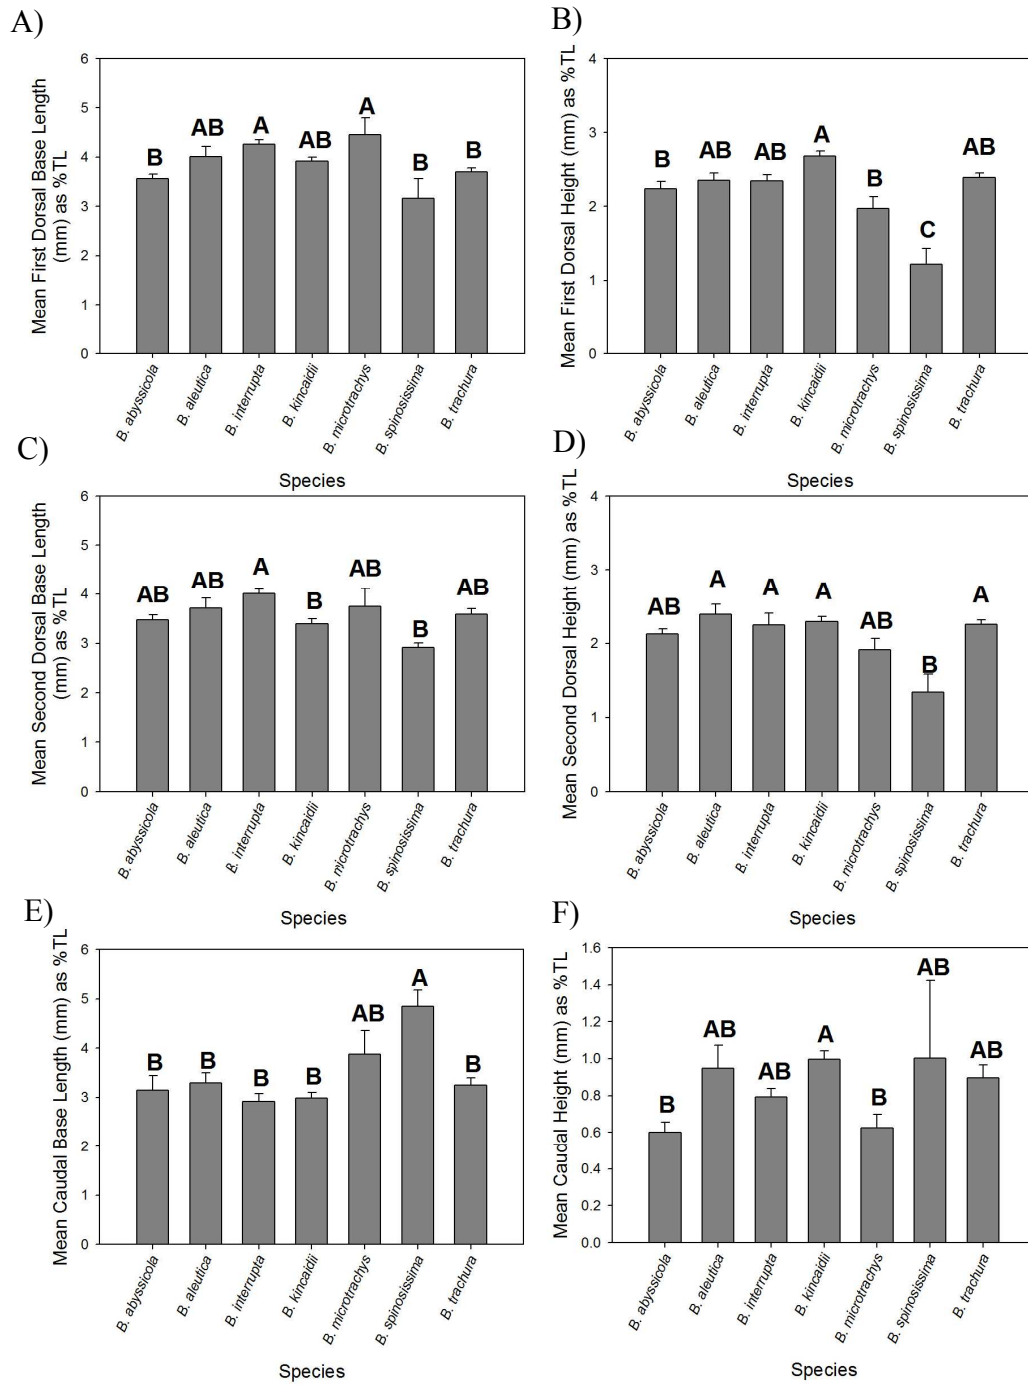 A)
Mean First Dorsal Base Length
(mm) as %TL
6
5
4
3
2
1
0
B
AB
A
AB
A
B
B
B. abyssicola
B. aleutica
B. interrupta
B. kincaidii
B. microtrachys
B. spinosissima
B. trachura
Species
B)
Mean First Dorsal Height (mm) as %TL
4
3
2
1
0
B
AB
AB
A
B
C
AB
B. abyssicola
B. aleutica
B. interrupta
B. kincaidii
B. microtrachys
B. spinosissima
B. trachura
C)
Mean Second Dorsal Base Length
(mm) as %TL
6
5
4
3
2
1
0
AB
AB
A
B
AB
B
AB
B. abyssicola
B. aleutica
B. interrupta
B. kincaidii
B. microtrachys
B. spinosissima
B. trachura
Species
D)
Mean Second Dorsal Height (mm) as %TL
4
3
2
1
0
AB
A
A
A
AB
B
A
B. abyssicola
B. aleutica
B. interrupta
B. kincaidii
B. microtrachys
B. spinosissima
B. trachura
Species
E)
Mean Caudal Base Length (mm) as %TL
6
5
4
3
2
1
0
B
B
B
B
AB
A
B
B. abyssicola
B. aleutica
B. interrupta
B. kincaidii
B. microtrachys
B. spinosissima
B. trachura
Species
F)
Mean Caudal Height (mm) as %TL
1.6
1.4
1.2
1.0
0.8
0.6
0.4
0.2
0.0
B
AB
AB
A
B
AB
AB
B. abyssicola
B. aleutica
B. interrupta
B. kincaidii
B. microtrachys
B. spinosissima
B. trachura
Species